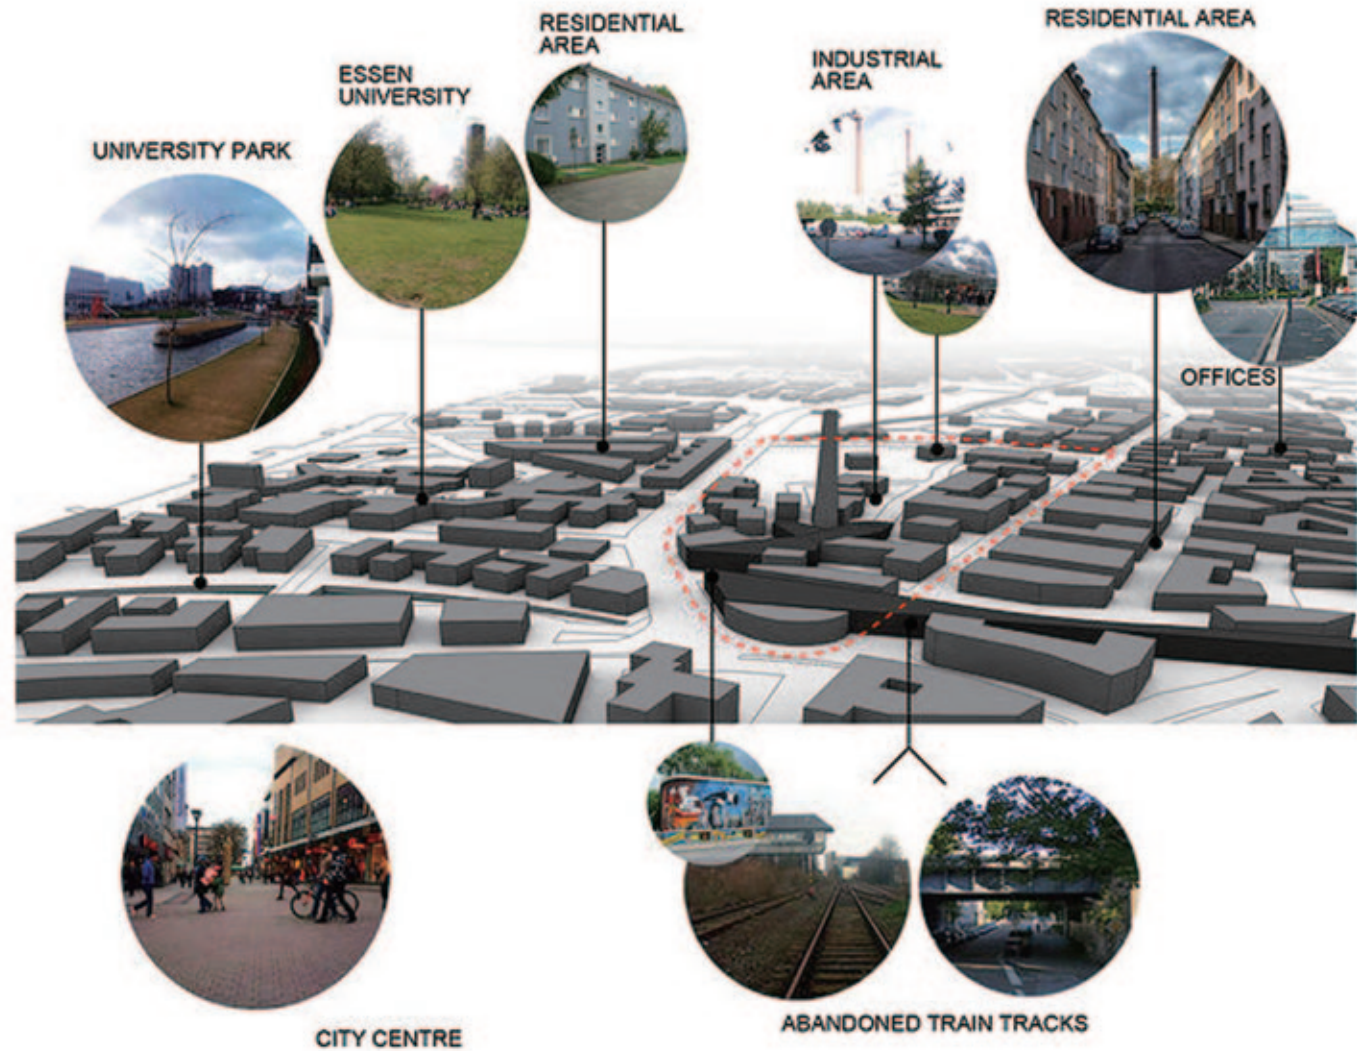 RESIDENTIAL
AREA
RESIDENTIAL AREA
ESSEN
UNIVERSITY
INDUSTRIAL
AREA
UNIVERSITY PARK
OFFICES
CITY CENTRE
ABANDONED TRAIN TRACKS